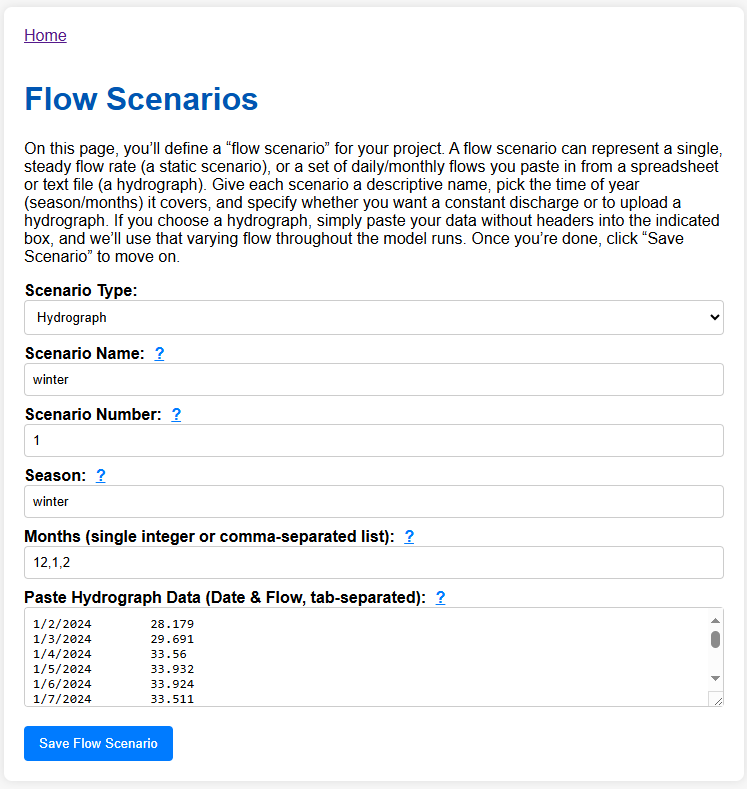 Home
Flow Scenarios
On this page, you’ll define a “flow scenario” for your project. A flow scenario can represent a single,
steady flow rate (a static scenario), or a set of daily/monthly flows you paste in from a spreadsheet
or text file (a hydrograph). Give each scenario a descriptive name, pick the time of year
(season/months) it covers, and specify whether you want a constant discharge or to upload a
hydrograph. If you choose a hydrograph, simply paste your data without headers into the indicated
box, and we’ll use that varying flow throughout the model runs. Once you’re done, click “Save
Scenario” to move on.
Scenario Type:
Hydrograph
Scenario Name: ?
winter
Scenario Number: ?
1
Season: ?
winter
Months (single integer or comma-separated list): ?
12,1,2
Paste Hydrograph Data (Date & Flow, tab-separated): ?
1/2/2024 28.179
1/3/2024 29.691
1/4/2024 33.56
1/5/2024 33.932
1/6/2024 33.924
1/7/2024 33.511
Save Flow Scenario